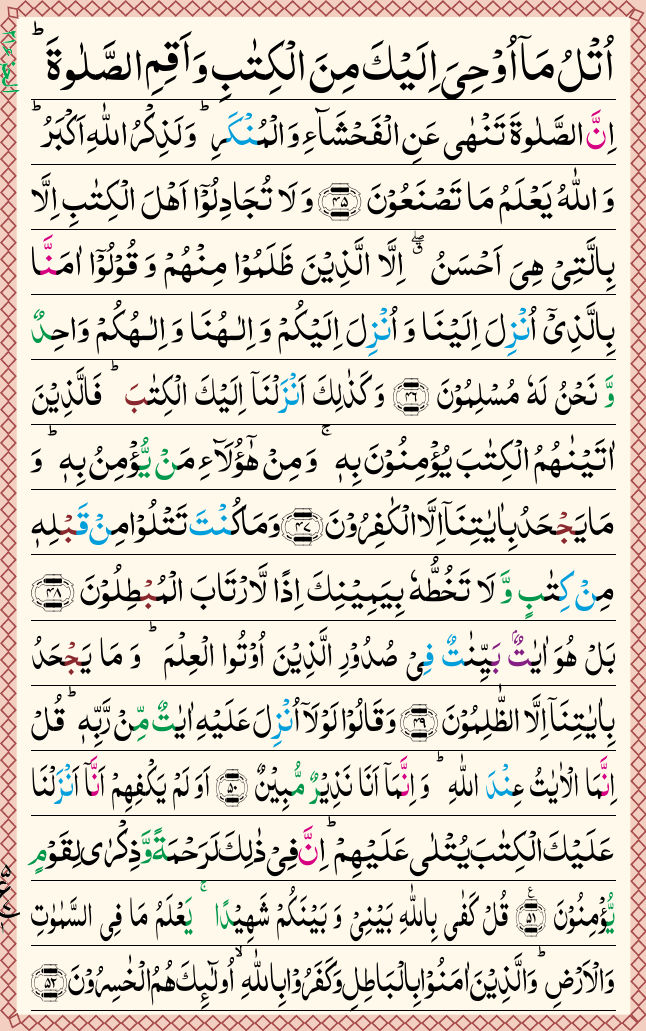 اُتْلُ مَاۤ اُوْحِیَ اِلَیْكَ مِنَ الْكِتٰبِ وَ اَقِمِ الصَّلٰوةَ ؕ
اِنَّ الصَّلٰوةَ تَنْهٰی عَنِ الْفَحْشَآءِ وَ الْمُنْكَرِ ؕ وَ لَذِكْرُ اللّٰهِ اَكْبَرُ ؕ
وَ اللّٰهُ یَعْلَمُ مَا تَصْنَعُوْنَ ﴿۴۵﴾ وَ لَا تُجَادِلُوْۤا اَهْلَ الْكِتٰبِ اِلَّا
بِالَّتِیْ هِیَ اَحْسَنُ ۖۗ اِلَّا الَّذِیْنَ ظَلَمُوْا مِنْهُمْ وَ قُوْلُوْۤا اٰمَنَّا
بِالَّذِیْۤ اُنْزِلَ اِلَیْنَا وَ اُنْزِلَ اِلَیْكُمْ وَ اِلٰهُنَا وَ اِلٰهُكُمْ وَاحِدٌ
وَّ نَحْنُ لَهٗ مُسْلِمُوْنَ ﴿۴۶﴾ وَ كَذٰلِكَ اَنْزَلْنَاۤ اِلَیْكَ الْكِتٰبَ ؕ فَالَّذِیْنَ
اٰتَیْنٰهُمُ الْكِتٰبَ یُؤْمِنُوْنَ بِهٖ ۚ وَ مِنْ هٰۤؤُلَآءِ مَنْ یُّؤْمِنُ بِهٖ ؕ وَ
مَا یَجْحَدُ بِاٰیٰتِنَاۤ اِلَّا الْكٰفِرُوْنَ ﴿۴۷﴾ وَ مَا كُنْتَ تَتْلُوْا مِنْ قَبْلِهٖ
مِنْ كِتٰبٍ وَّ لَا تَخُطُّهٗ بِیَمِیْنِكَ اِذًا لَّارْتَابَ الْمُبْطِلُوْنَ ﴿۴۸﴾
بَلْ هُوَ اٰیٰتٌۢ بَیِّنٰتٌ فِیْ صُدُوْرِ الَّذِیْنَ اُوْتُوا الْعِلْمَ ؕ وَ مَا یَجْحَدُ
بِاٰیٰتِنَاۤ اِلَّا الظّٰلِمُوْنَ ﴿۴۹﴾ وَ قَالُوْا لَوْلَاۤ اُنْزِلَ عَلَیْهِ اٰیٰتٌ مِّنْ رَّبِّهٖ ؕ قُلْ
اِنَّمَا الْاٰیٰتُ عِنْدَ اللّٰهِ ؕ وَ اِنَّمَاۤ اَنَا نَذِیْرٌ مُّبِیْنٌ ﴿۵۰﴾ اَوَ لَمْ یَكْفِهِمْ اَنَّاۤ اَنْزَلْنَا
عَلَیْكَ الْكِتٰبَ یُتْلٰی عَلَیْهِمْ ؕ اِنَّ فِیْ ذٰلِكَ لَرَحْمَةً وَّ ذِكْرٰی لِقَوْمٍ
یُّؤْمِنُوْنَ ﴿۵۱﴾ۧ قُلْ كَفٰی بِاللّٰهِ بَیْنِیْ وَ بَیْنَكُمْ شَهِیْدًا ۚ یَعْلَمُ مَا فِی السَّمٰوٰتِ
وَ الْاَرْضِ ؕ وَ الَّذِیْنَ اٰمَنُوْا بِالْبَاطِلِ وَ كَفَرُوْا بِاللّٰهِ ۙ اُولٰٓئِكَ هُمُ الْخٰسِرُوْنَ ﴿۵۲﴾